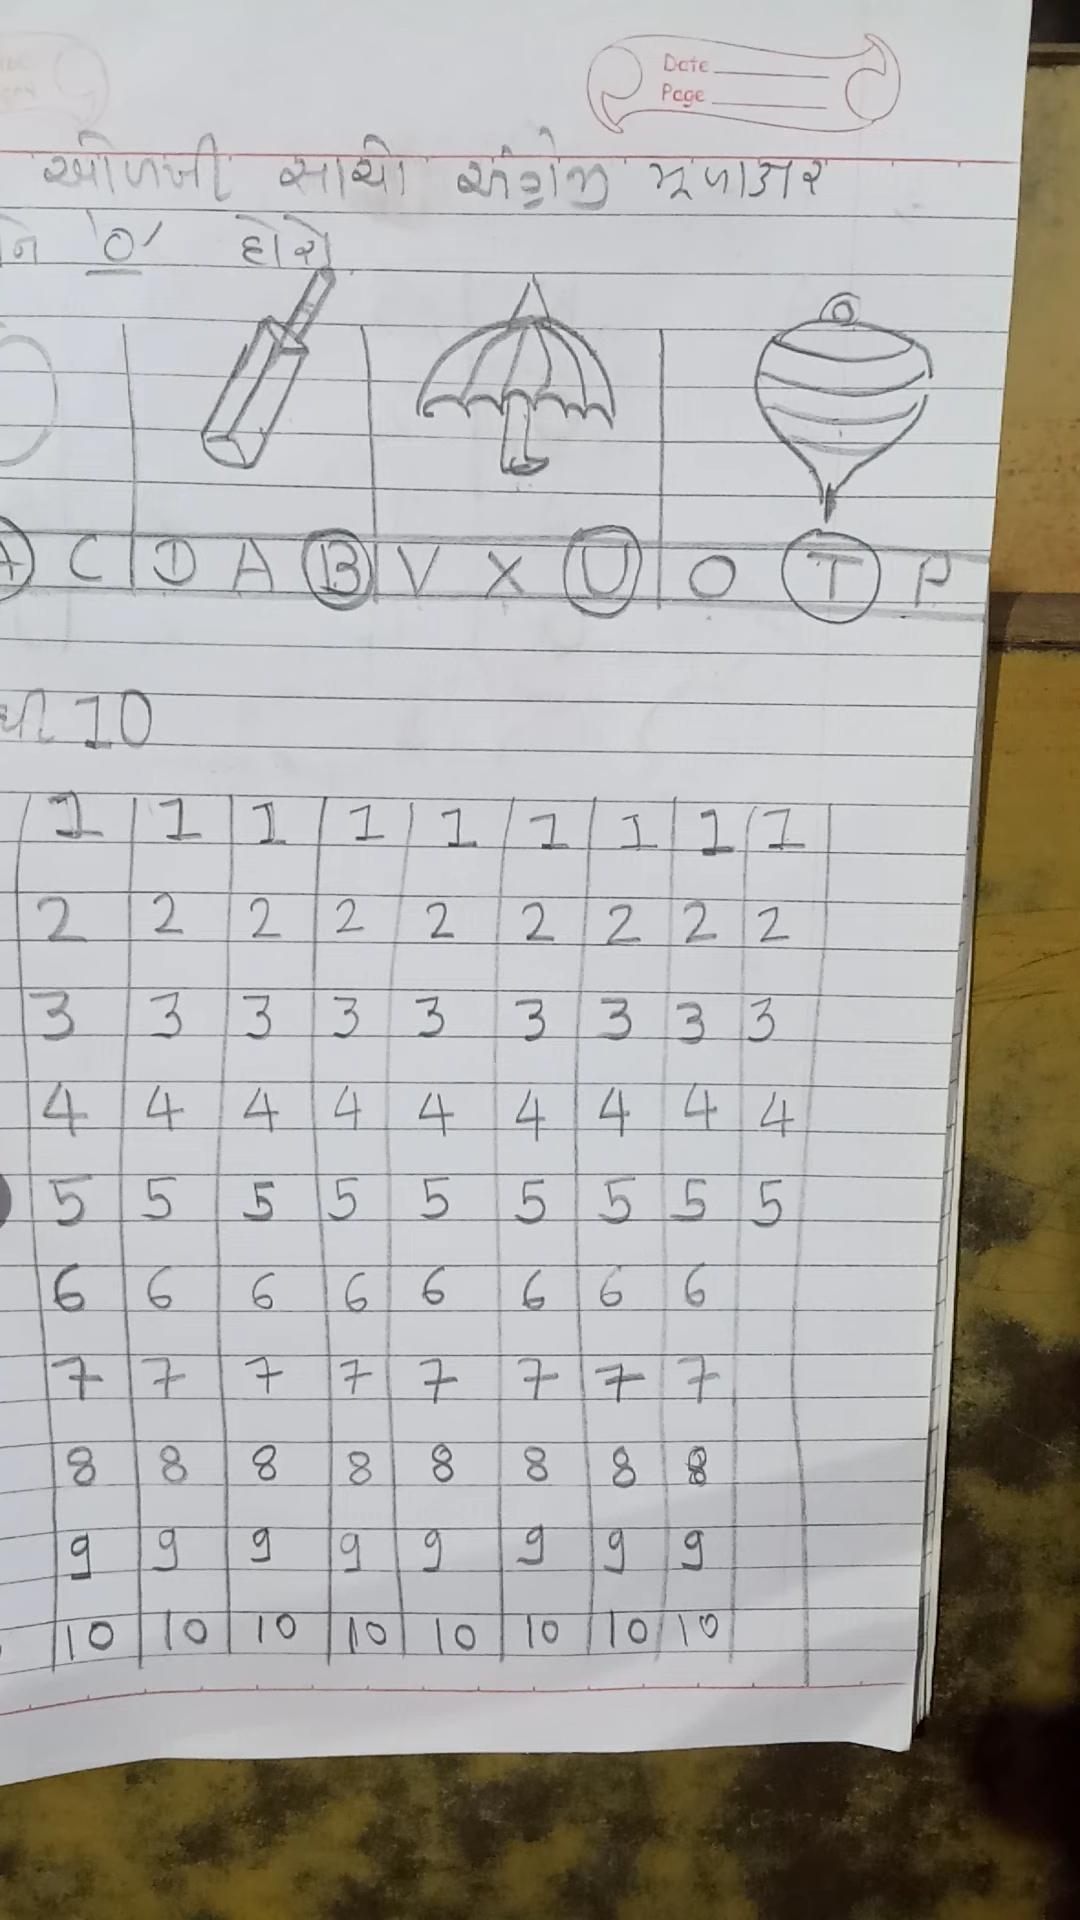 Date
Page
ઓળખી સાચો અંગ્રેજી મૂળાક્ષર
ને 'O' દોરો
A C D A B V X U O T P
થી 10
1 1 1 1 1 1 1 1 1
2 2 2 2 2 2 2 2 2
3 3 3 3 3 3 3 3 3
4 4 4 4 4 4 4 4 4
5 5 5 5 5 5 5 5 5
6 6 6 6 6 6 6 6
7 7 7 7 7 7 7 7
8 8 8 8 8 8 8 8
9 9 9 9 9 9 9 9
10 10 10 10 10 10 10 10